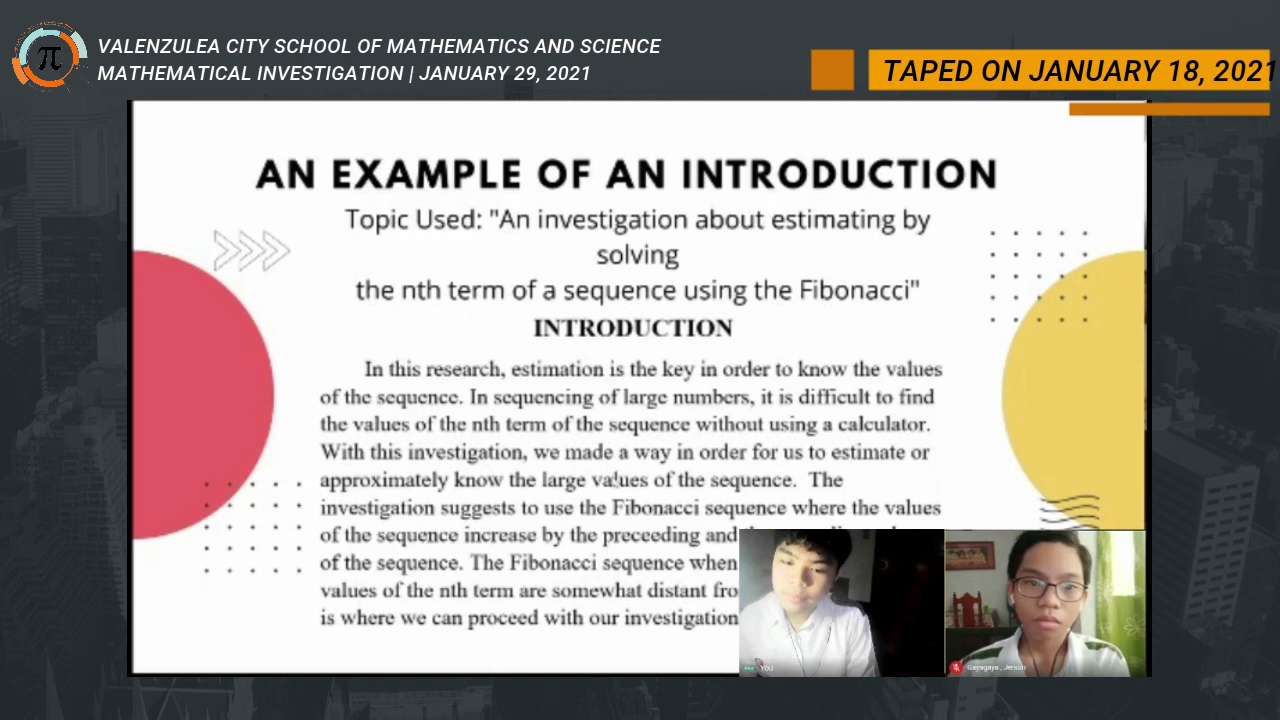 π
VALENZULEA CITY SCHOOL OF MATHEMATICS AND SCIENCE
MATHEMATICAL INVESTIGATION | JANUARY 29, 2021
TAPED ON JANUARY 18, 2021
AN EXAMPLE OF AN INTRODUCTION
Topic Used: "An investigation about estimating by
solving
the nth term of a sequence using the Fibonacci"
INTRODUCTION
In this research, estimation is the key in order to know the values
of the sequence. In sequencing of large numbers, it is difficult to find
the values of the nth term of the sequence without using a calculator.
With this investigation, we made a way in order for us to estimate or
approximately know the large values of the sequence. The
investigation suggests to use the Fibonacci sequence where the values
of the sequence increase by the preceeding and
of the sequence. The Fibonacci sequence when
values of the nth term are somewhat distant fro
is where we can proceed with our investigation
You
Gayagaya , Jerson